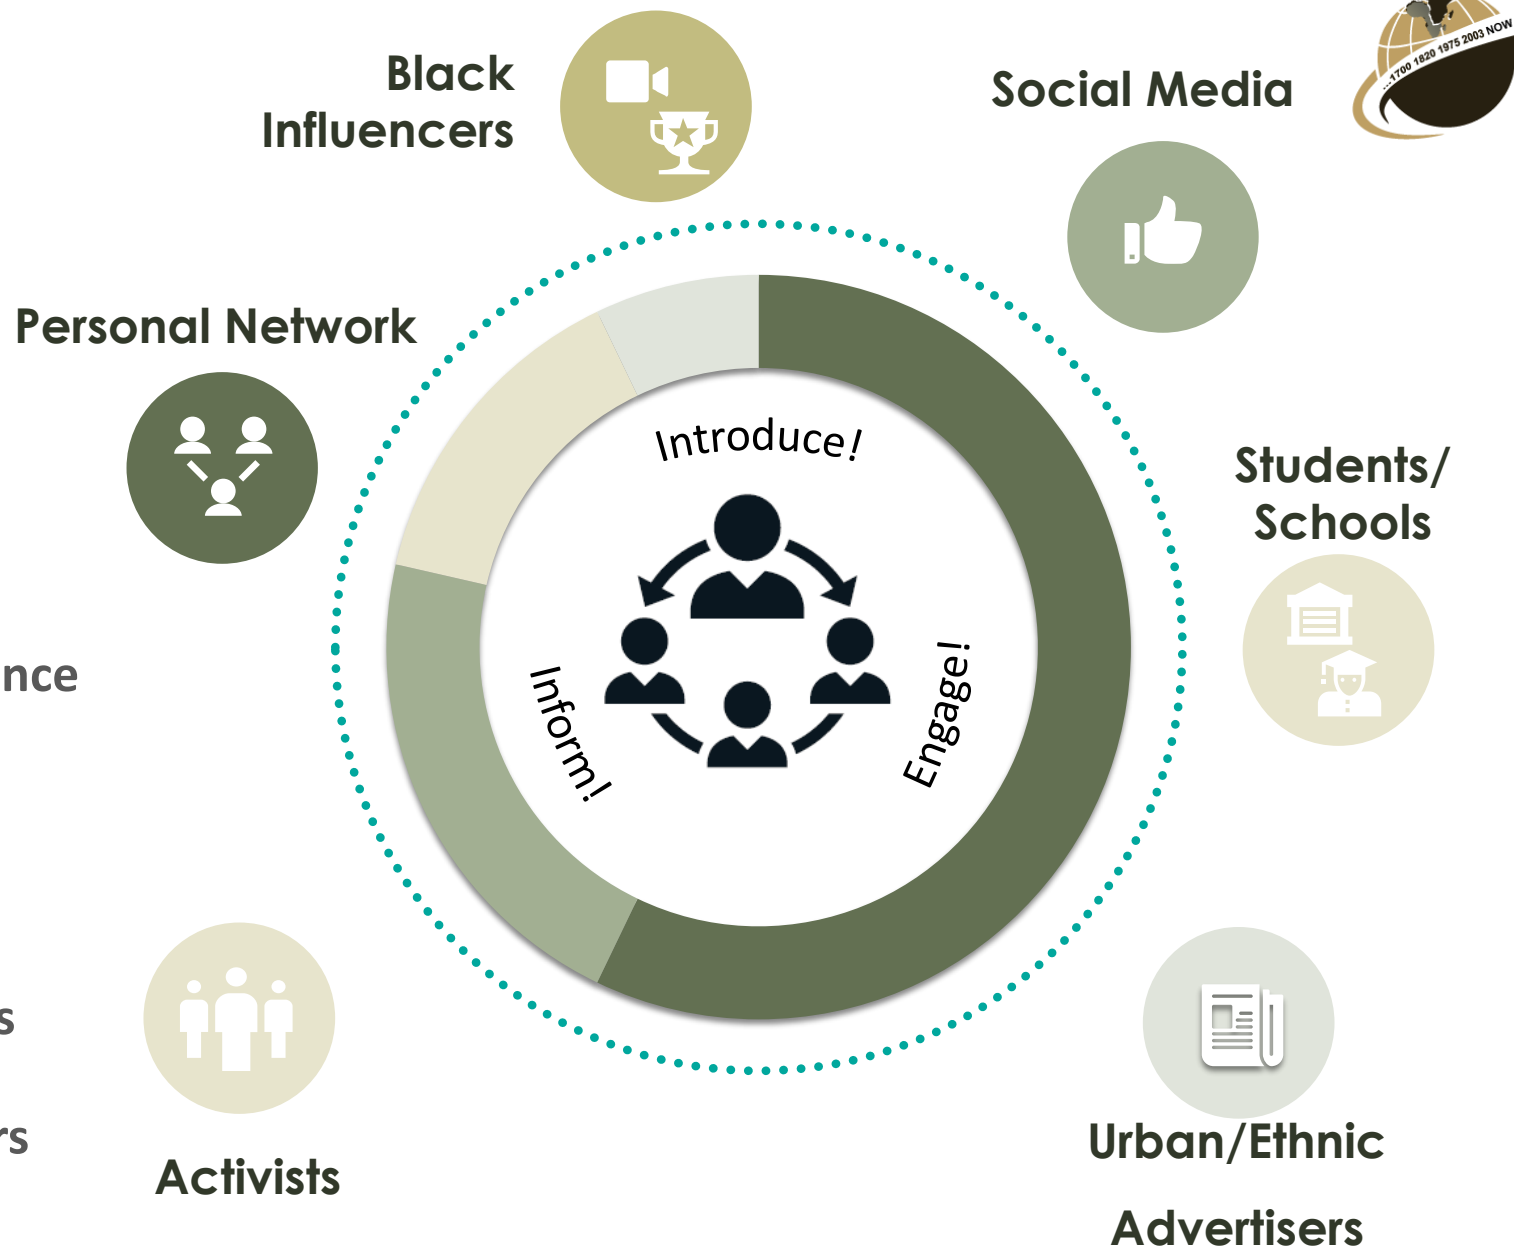 Black
Influencers
Social Media
...1700 1820 1975 2003 NOW
Personal Network
Introduce!
Students/
Schools
Engage!
Inform!
nce
s
rs
Activists
Urban/Ethnic
Advertisers